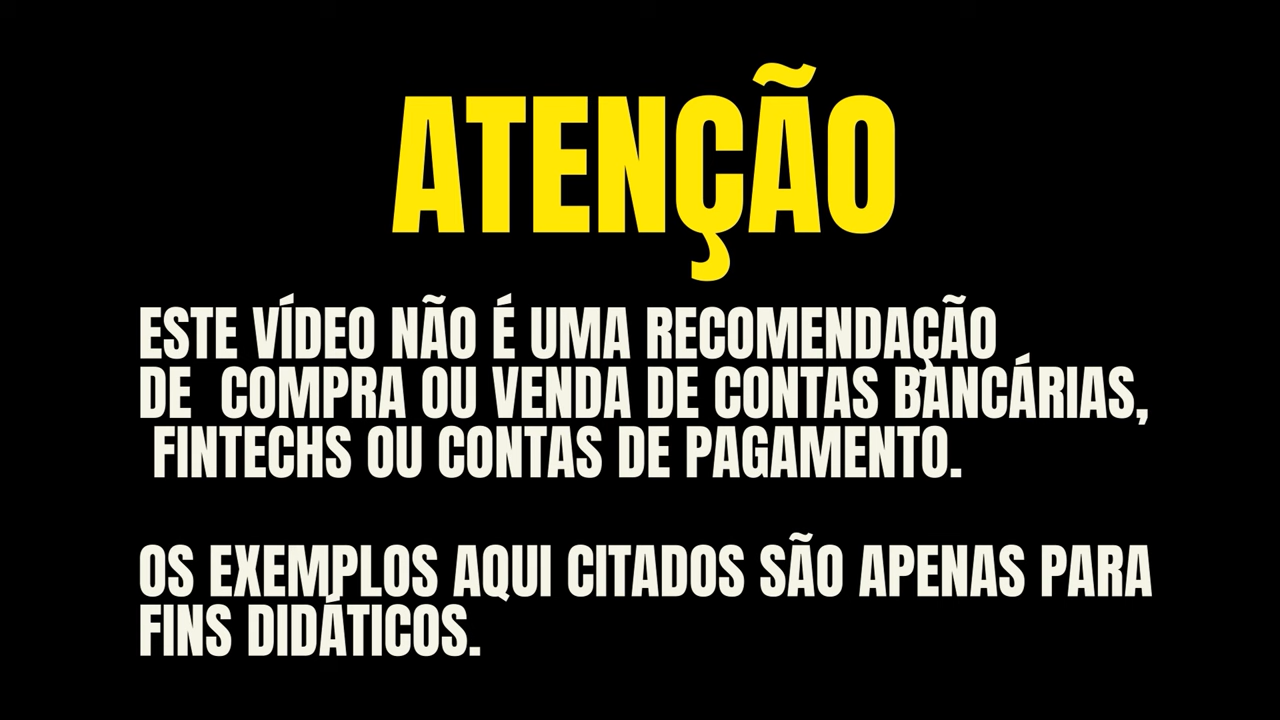 ATENÇÃO
ESTE VÍDEO NÃO É UMA RECOMENDAÇÃO
DE COMPRA OU VENDA DE CONTAS BANCÁRIAS,
FINTECHS OU CONTAS DE PAGAMENTO.
OS EXEMPLOS AQUI CITADOS SÃO APENAS PARA
FINS DIDÁTICOS.